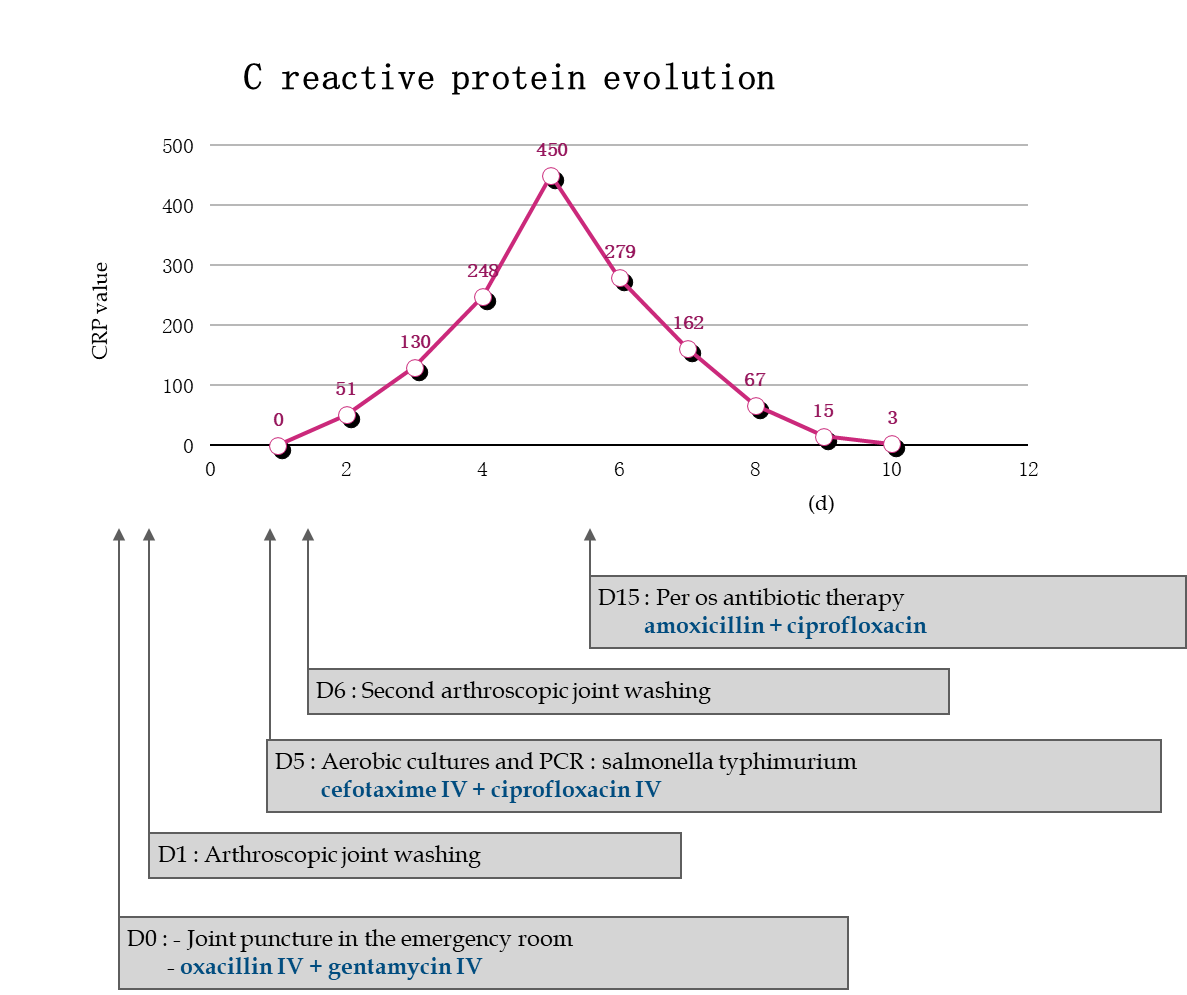 C reactive protein evolution
500
400
300
200
100
0
CRP value
0
51
130
248
450
279
162
67
15
3
0 2 4 6 8 10 12
(d)
D15 : Per os antibiotic therapy
amoxicillin + ciprofloxacin
D6 : Second arthroscopic joint washing
D5 : Aerobic cultures and PCR : salmonella typhimurium
cefotaxime IV + ciprofloxacin IV
D1 : Arthroscopic joint washing
D0 : - Joint puncture in the emergency room
- oxacillin IV + gentamycin IV